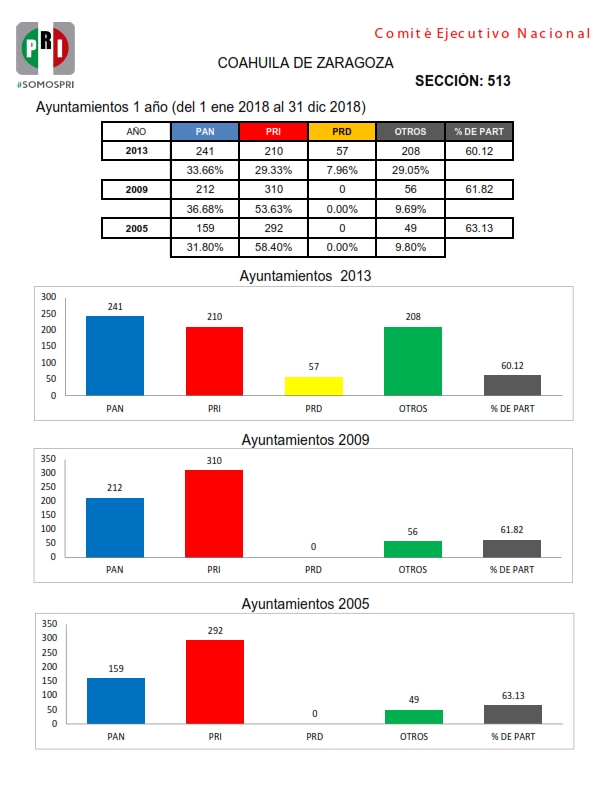 Comité Ejecutivo Nacional
PRI
#SOMOSPRI
COAHUILA DE ZARAGOZA
SECCIÓN: 513
Ayuntamientos 1 año (del 1 ene 2018 al 31 dic 2018)
AÑO PAN PRI PRD OTROS % DE PART
2013 241 210 57 208 60.12
33.66% 29.33% 7.96% 29.05%
2009 212 310 0 56 61.82
36.68% 53.63% 0.00% 9.69%
2005 159 292 0 49 63.13
31.80% 58.40% 0.00% 9.80%
Ayuntamientos 2013
300
250
200
150
100
50
0
241 210 57 208 60.12
PAN PRI PRD OTROS % DE PART
Ayuntamientos 2009
350
300
250
200
150
100
50
0
212 310 0 56 61.82
PAN PRI PRD OTROS % DE PART
Ayuntamientos 2005
350
300
250
200
150
100
50
0
159 292 0 49 63.13
PAN PRI PRD OTROS % DE PART